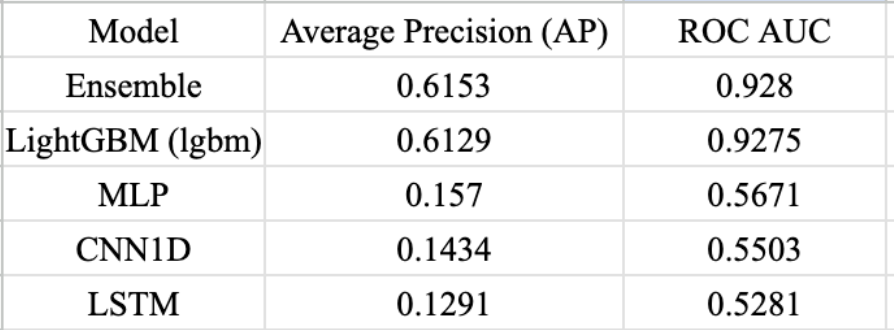 Model Average Precision (AP) ROC AUC
Ensemble 0.6153 0.928
LightGBM (lgbm) 0.6129 0.9275
MLP 0.157 0.5671
CNN1D 0.1434 0.5503
LSTM 0.1291 0.5281